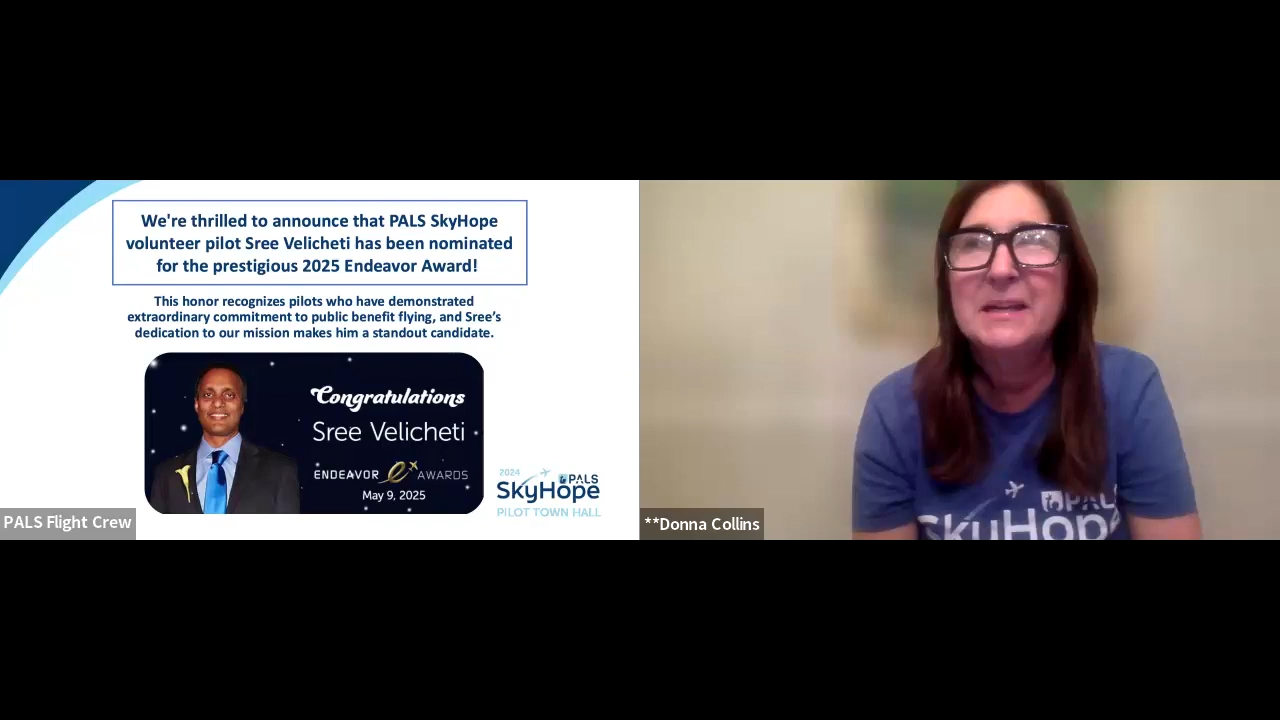 We're thrilled to announce that PALS SkyHope
volunteer pilot Sree Velicheti has been nominated
for the prestigious 2025 Endeavor Award!
This honor recognizes pilots who have demonstrated
extraordinary commitment to public benefit flying, and Sree's
dedication to our mission makes him a standout candidate.
Congratulations
Sree Velicheti
ENDEAVOR e AWARDS
May 9, 2025
2024
PALS
SkyHope
PILOT TOWN HALL
PALS Flight Crew
**Donna Collins
PALS
SkyHope